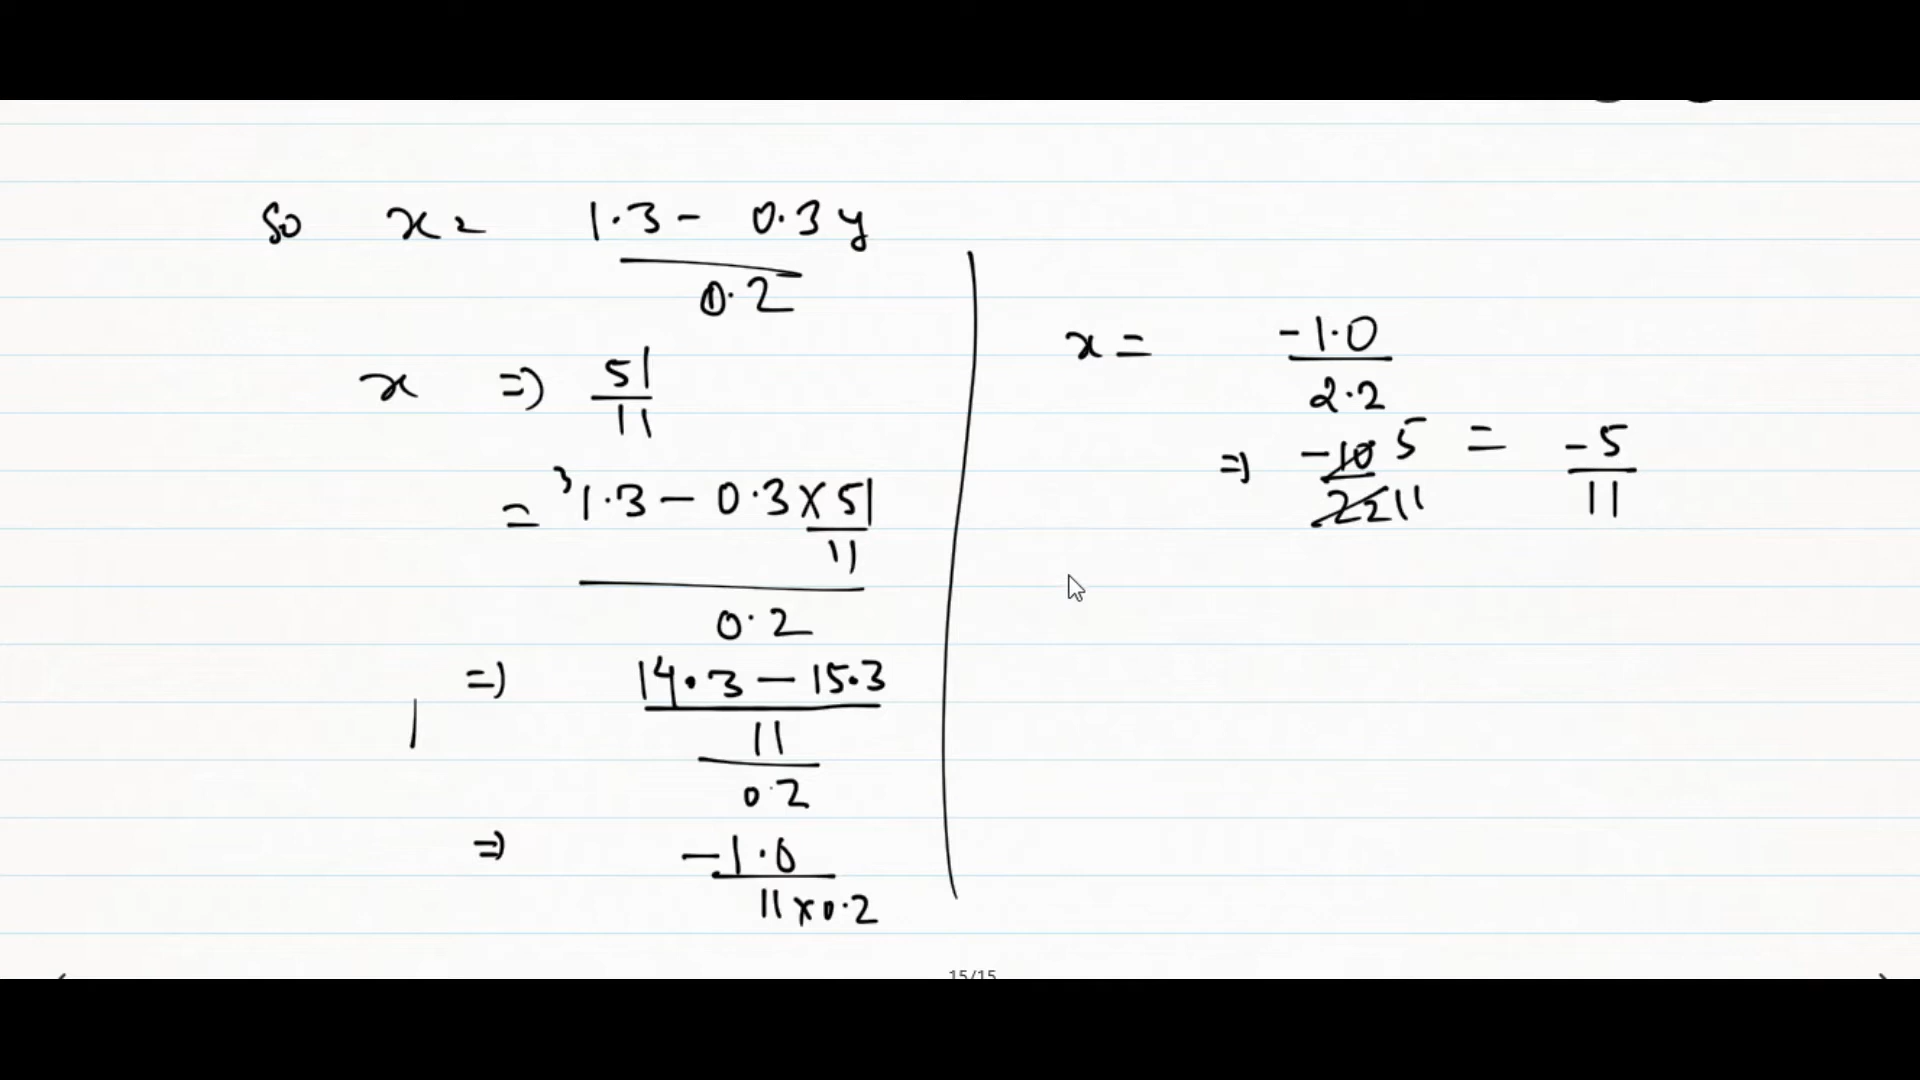 So x = 1.3 - 0.3y
0.2
x => 51
11
= 1.3 - 0.3 x 51
11
0.2
=> 14.3 - 15.3
11
0.2
=> -1.0
11 x 0.2
x = -1.0
2.2
=> -10 5 = -5
22 11 11
15/15